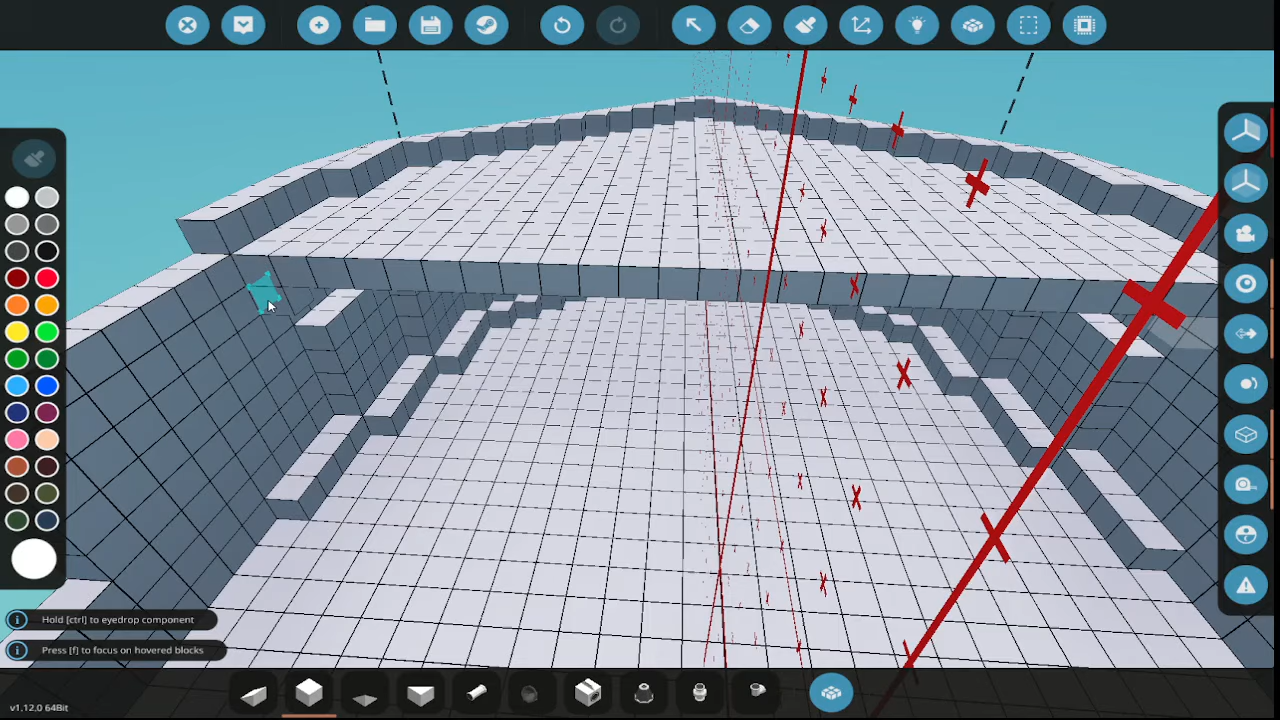 Hold [ctrl] to eyedrop component
Press [f] to focus on hovered blocks
v1.12.0 64Bit